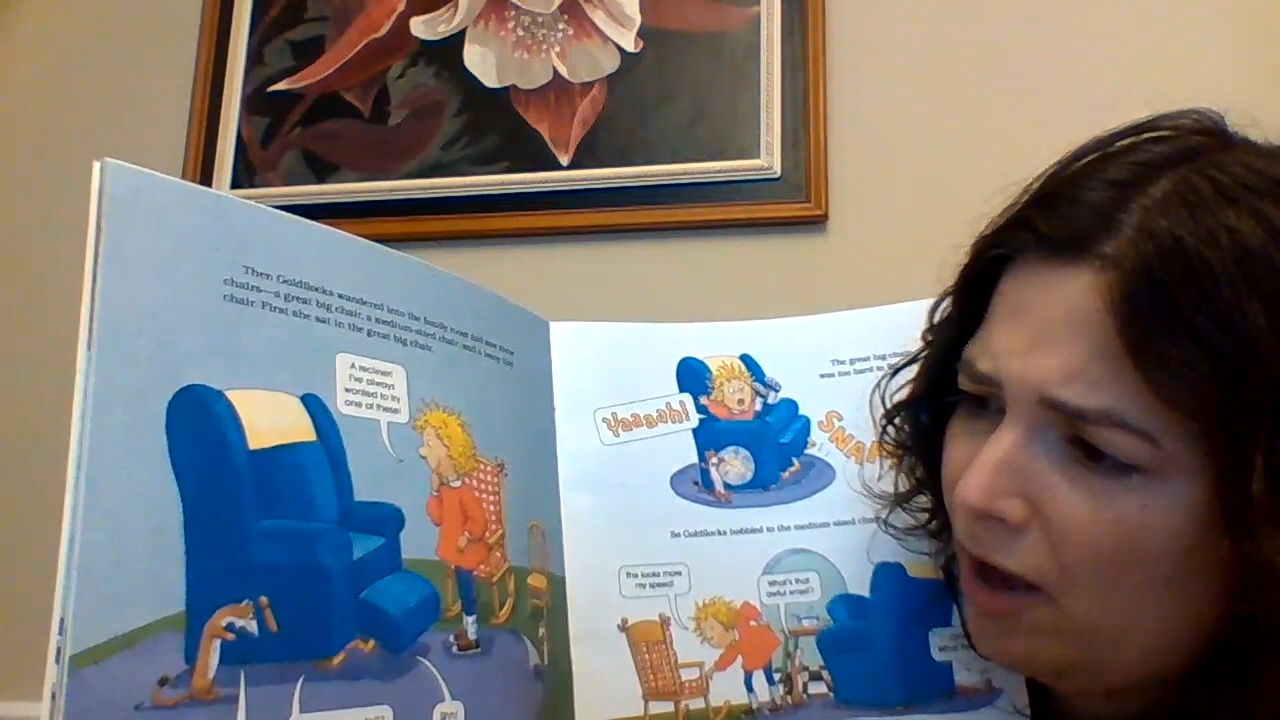 Then Goldilocks wandered into the family room and saw three
chairs—a great big chair, a medium-sized chair, and a teeny tiny
chair. First she sat in the great big chair.
A recliner!
I've always
wanted to try
one of these!
Shh!
The great big chair
was too hard to
Yaaaah!
SNAP
So Goldilocks hobbled to the medium-sized chair
This looks more
my speed!
What's that
awful smell?
What